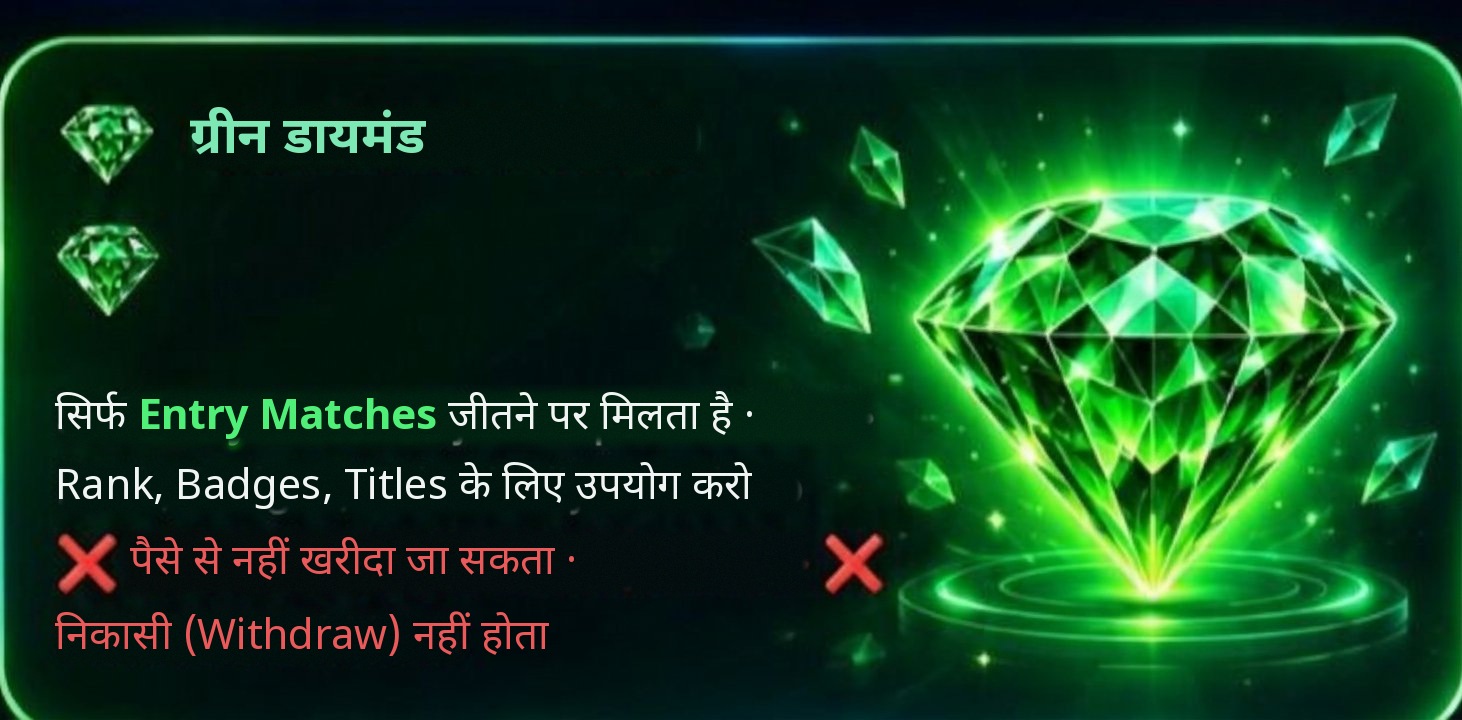 ग्रीन डायमंड
सिर्फ Entry Matches जीतने पर मिलता है ·
Rank, Badges, Titles के लिए उपयोग करो
❌ पैसे से नहीं खरीदा जा सकता · ❌
निकासी (Withdraw) नहीं होता